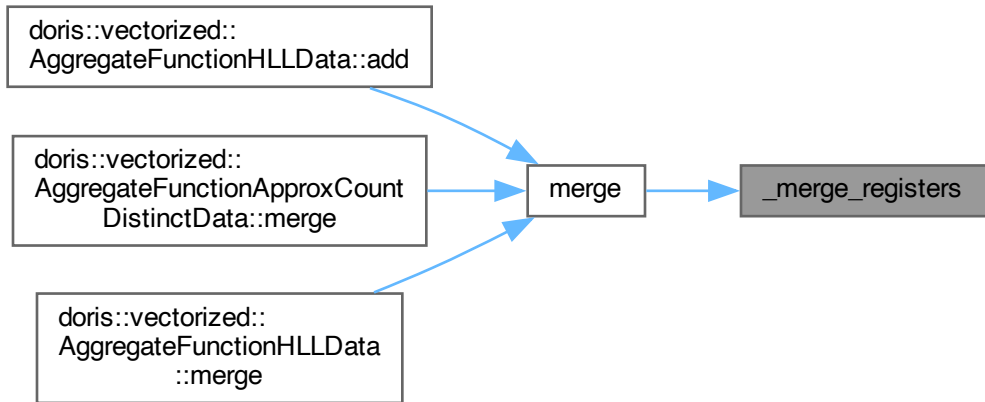 doris::vectorized::
AggregateFunctionHLLData::add
doris::vectorized::
AggregateFunctionApproxCount
DistinctData::merge
doris::vectorized::
AggregateFunctionHLLData
::merge
merge
_merge_registers